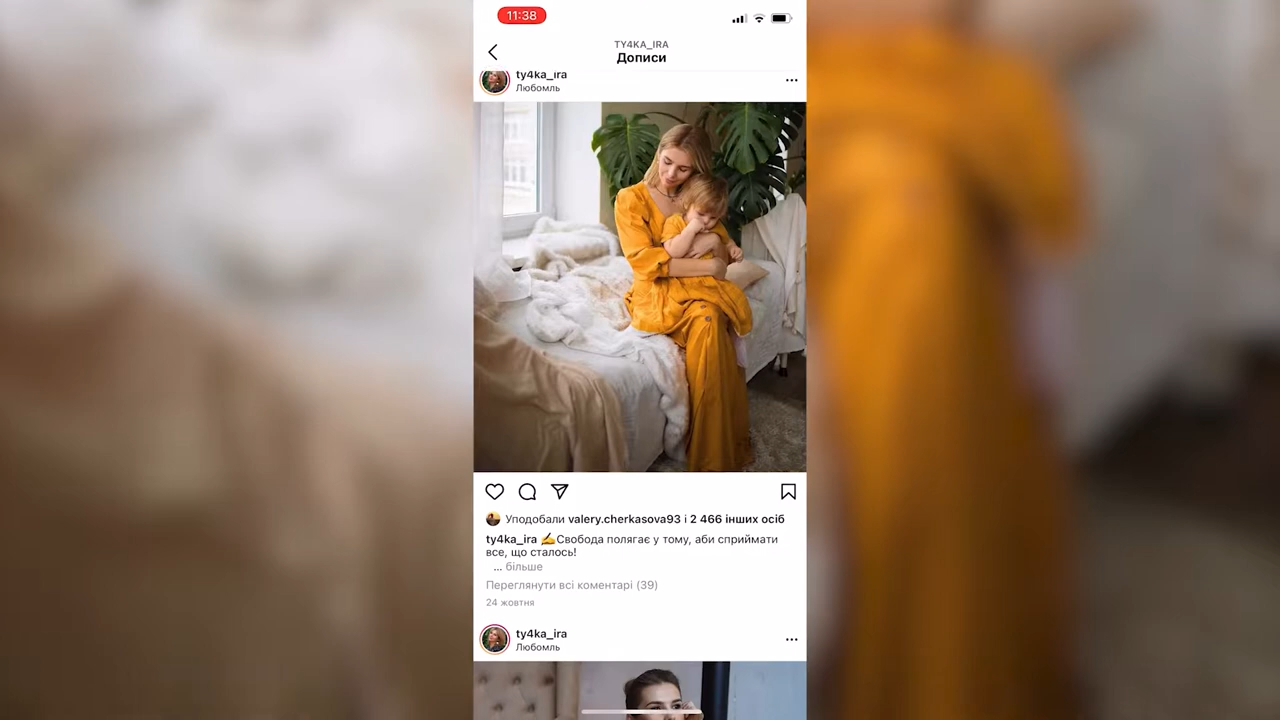 11:38
TY4KA_IRA
Дописи
ty4ka_ira
Любомль
Уподобали valery.cherkasova93 і 2 466 інших осіб
ty4ka_ira ✍️Свобода полягає у тому, аби сприймати
все, що сталось!
... більше
Переглянути всі коментарі (39)
24 жовтня
ty4ka_ira
Любомль